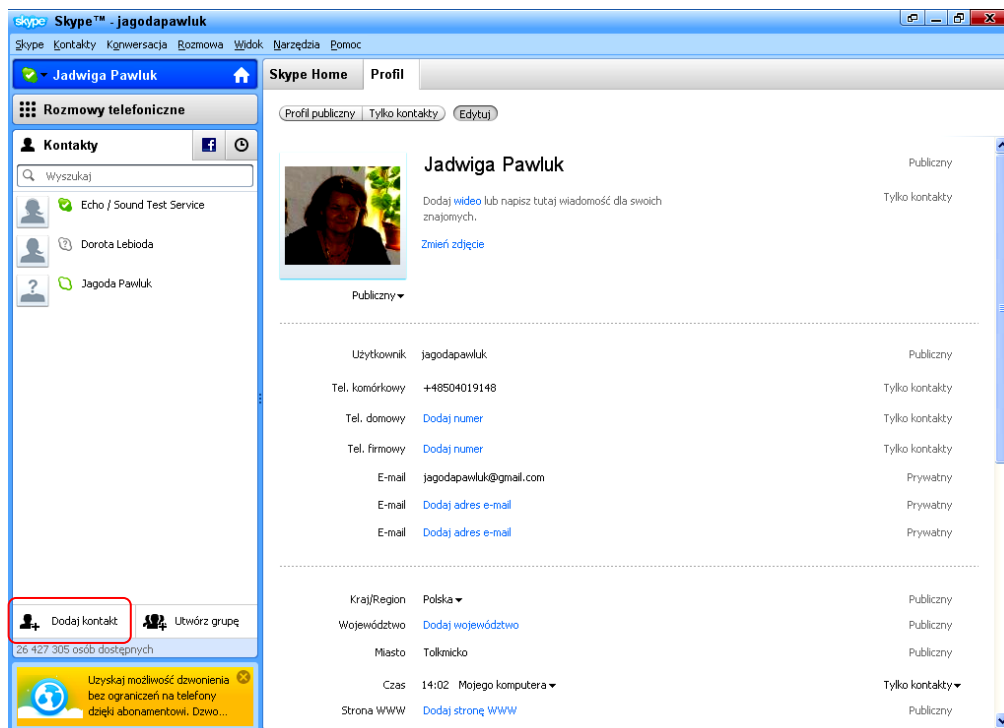 Skype™ - jagodapawluk
Skype Kontakty Konwersacja Rozmowa Widok Narzędzia Pomoc
Jadwiga Pawluk
Rozmowy telefoniczne
Kontakty
Wyszukaj
Echo / Sound Test Service
Dorota Lebioda
Jagoda Pawluk
Dodaj kontakt Utwórz grupę
26 427 305 osób dostępnych
Uzyskaj możliwość dzwonienia
bez ograniczeń na telefony
dzięki abonamentowi. Dzwo...
Skype Home Profil
Profil publiczny Tylko kontakty Edytuj
Jadwiga Pawluk Publiczny
Dodaj wideo lub napisz tutaj wiadomość dla swoich Tylko kontakty
znajomych.
Zmień zdjęcie
Publiczny
Użytkownik jagodapawluk Publiczny
Tel. komórkowy +48504019148 Tylko kontakty
Tel. domowy Dodaj numer Tylko kontakty
Tel. firmowy Dodaj numer Tylko kontakty
E-mail jagodapawluk@gmail.com Prywatny
E-mail Dodaj adres e-mail Prywatny
E-mail Dodaj adres e-mail Prywatny
Kraj/Region Polska Publiczny
Województwo Dodaj województwo Publiczny
Miasto Tolkmicko Publiczny
Czas 14:02 Mojego komputera Tylko kontakty
Strona WWW Dodaj stronę WWW Publiczny